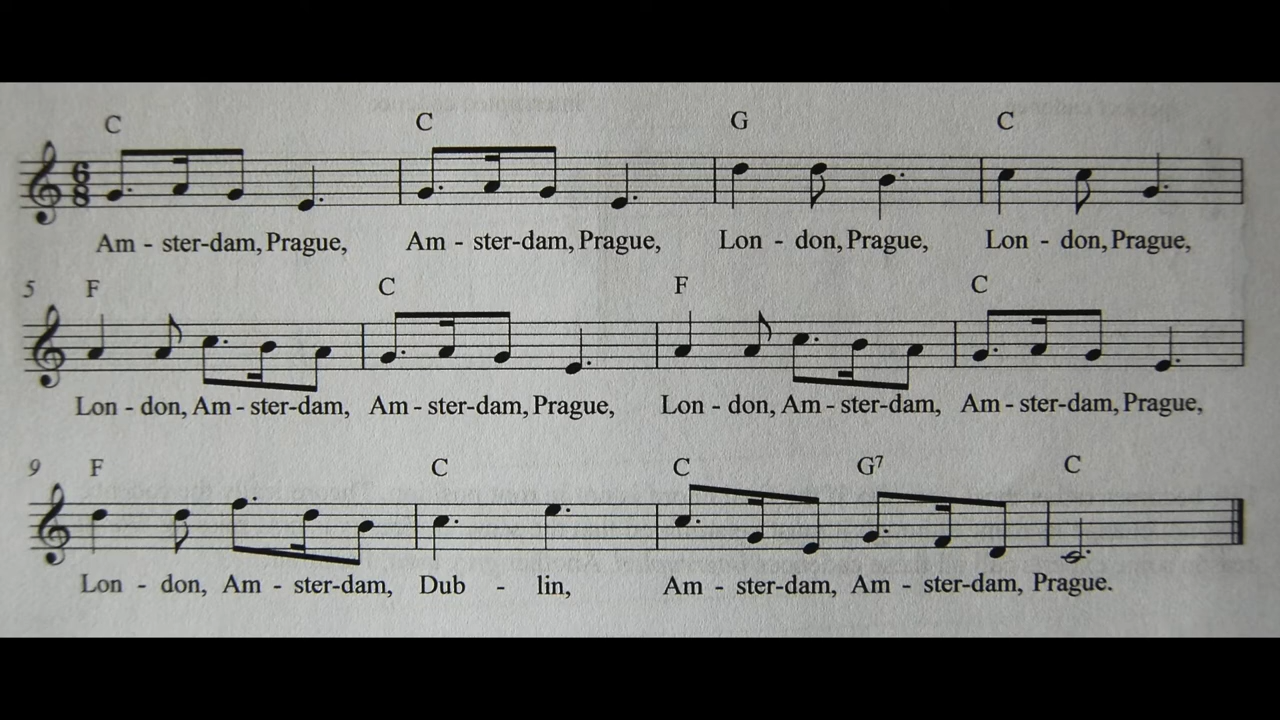 C C G C
6
8
Am - ster-dam, Prague, Am - ster-dam, Prague, Lon - don, Prague, Lon - don, Prague,
5 F C F C
Lon - don, Am - ster-dam, Am - ster-dam, Prague, Lon - don, Am - ster-dam, Am - ster-dam, Prague,
9 F C C G7 C
Lon - don, Am - ster-dam, Dub - lin, Am - ster-dam, Am - ster-dam, Prague.